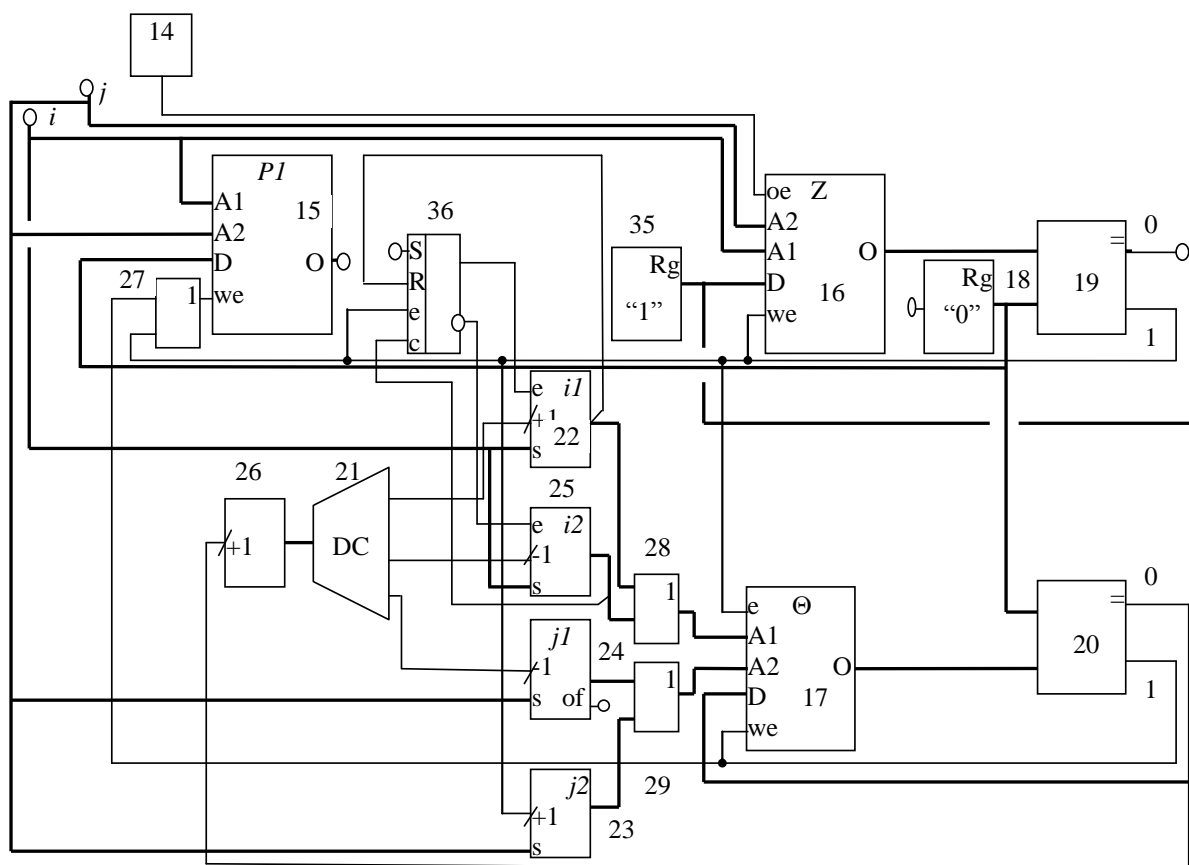 14
j
i
P1
A1
15
A2
D
O
we
27
1
36
S
R
e
c
35
Rg
“1”
oe
Z
A2
A1
O
D
16
we
Rg
18
“0”
=
19
0
1
e
i1
+1
22
s
26
+1
21
DC
25
e
i2
-1
s
28
1
j1
24
-1
s
of
1
29
j2
+1
23
s
e
Θ
A1
A2
O
D
17
we
=
20
0
1